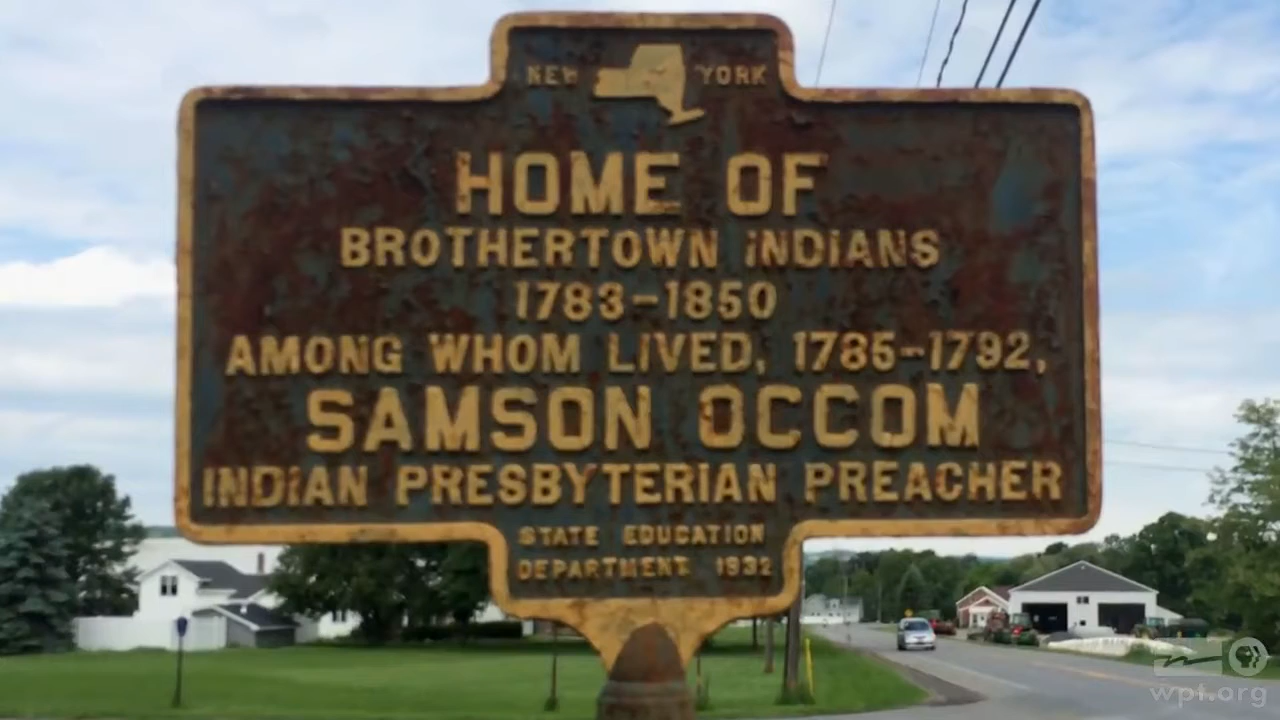 NEW YORK
HOME OF
BROTHERTOWN INDIANS
1783-1850
AMONG WHOM LIVED, 1785-1792,
SAMSON OCCOM
INDIAN PRESBYTERIAN PREACHER
STATE EDUCATION
DEPARTMENT 1932
wpt.org